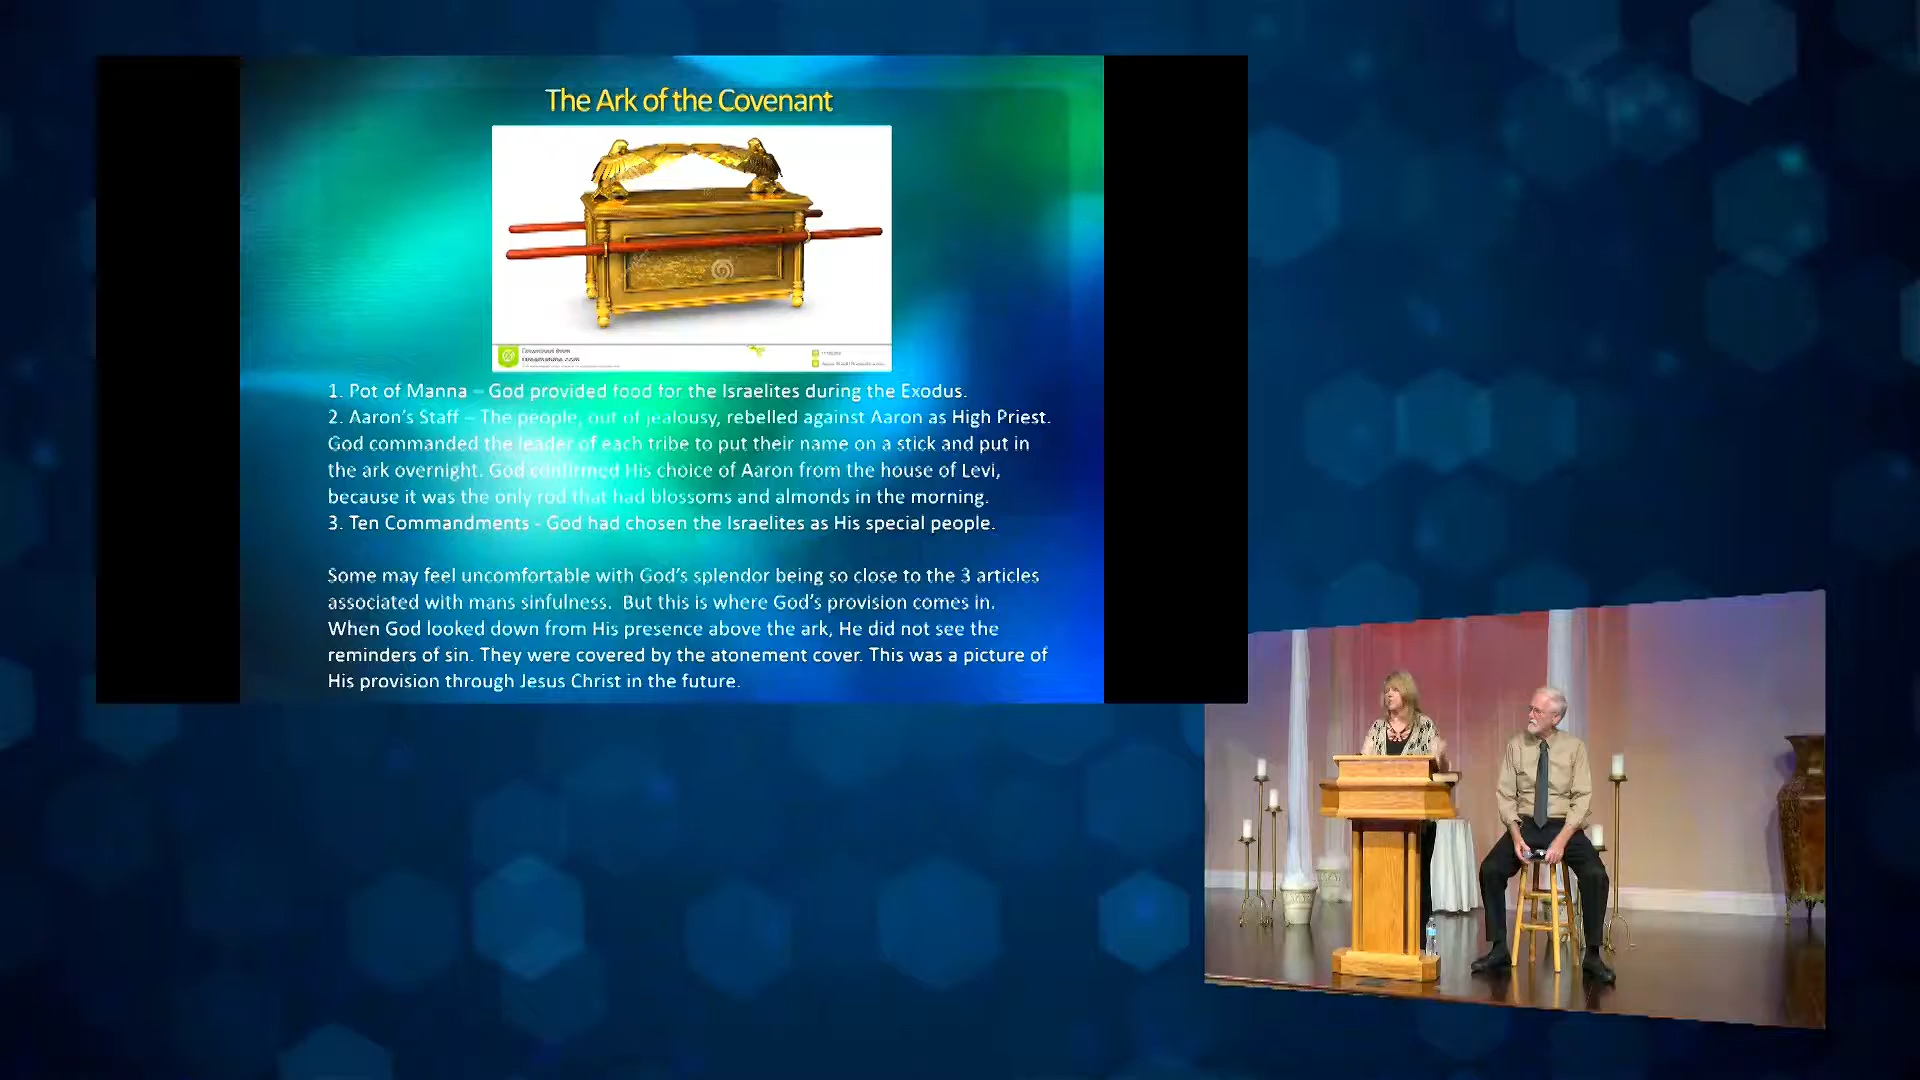 The Ark of the Covenant
Download from
Dreamstime.com
1. Pot of Manna – God provided food for the Israelites during the Exodus.
2. Aaron's Staff – The people, out of jealousy, rebelled against Aaron as High Priest.
God commanded the leader of each tribe to put their name on a stick and put in
the ark overnight. God confirmed His choice of Aaron from the house of Levi,
because it was the only rod that had blossoms and almonds in the morning.
3. Ten Commandments - God had chosen the Israelites as His special people.
Some may feel uncomfortable with God's splendor being so close to the 3 articles
associated with mans sinfulness. But this is where God's provision comes in.
When God looked down from His presence above the ark, He did not see the
reminders of sin. They were covered by the atonement cover. This was a picture of
His provision through Jesus Christ in the future.